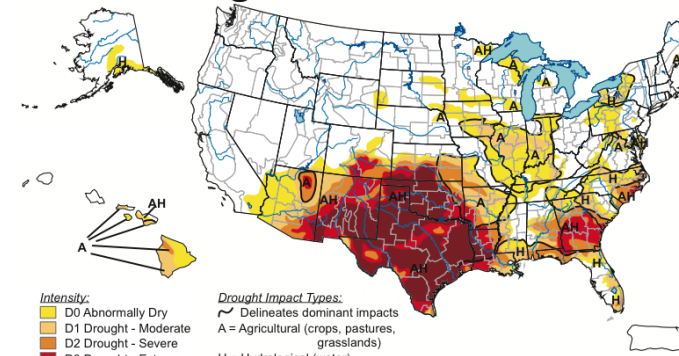 H
AH
A
AH
A
A
A
H
A
A
A
A
AH
H
H
AH
A
AH
AH
A
H
AH
AH
H
H
A
AH
Intensity:
D0 Abnormally Dry
D1 Drought - Moderate
D2 Drought - Severe
Drought Impact Types:
Delineates dominant impacts
A = Agricultural (crops, pastures,
grasslands)